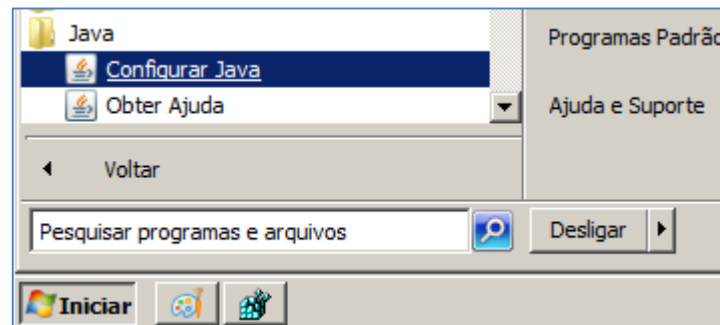 Java
Configurar Java
Obter Ajuda
Voltar
Pesquisar programas e arquivos
Programas Padrão
Ajuda e Suporte
Desligar
Iniciar